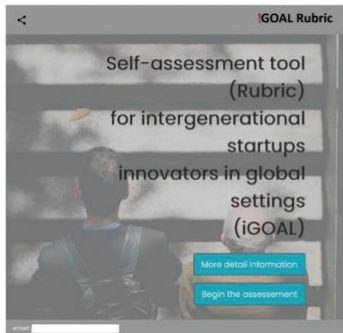 iGOAL Rubric
Self-assessment tool
(Rubric)
for intergenerational
startups
innovators in global
settings
(iGOAL)
More detail Information
Begin the assessement
email